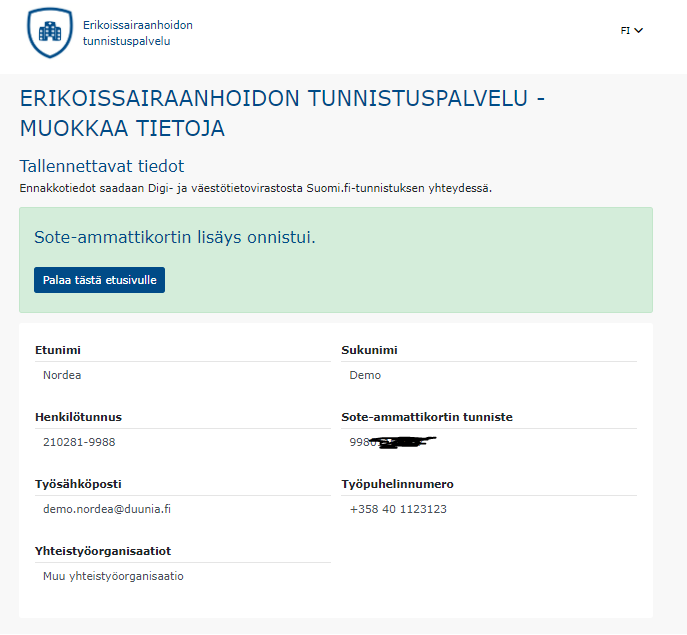 Erikoissairaanhoidon
tunnistuspalvelu
FI
ERIKOISSAIRAANHOIDON TUNNISTUSPALVELU -
MUOKKAA TIETOJA
Tallennettavat tiedot
Ennakkotiedot saadaan Digi- ja väestötietovirastosta Suomi.fi-tunnistuksen yhteydessä.
Sote-ammattikortin lisäys onnistui.
Palaa tästä etusivulle
Etunimi
Sukunimi
Nordea
Demo
Henkilötunnus
Sote-ammattikortin tunniste
210281-9988
Työsähköposti
Työpuhelinnumero
demo.nordea@duunia.fi
+358 40 1123123
Yhteistyöorganisaatiot
Muu yhteistyöorganisaatio